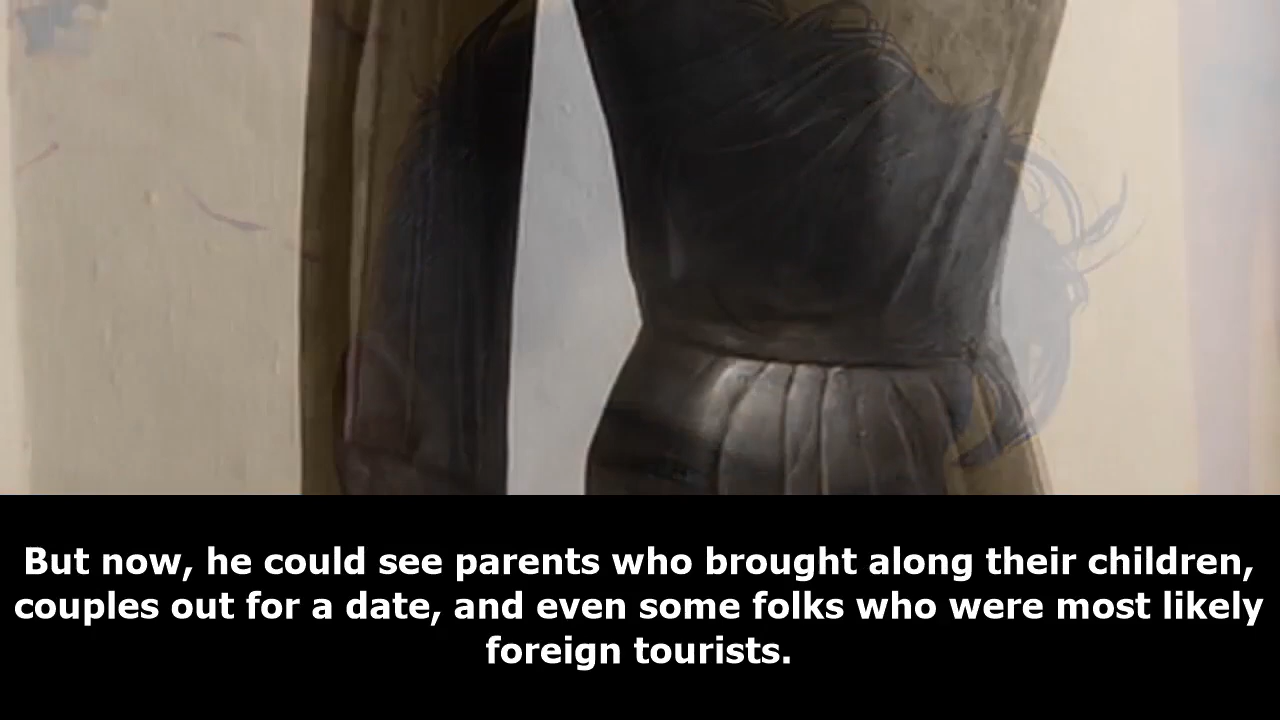 But now, he could see parents who brought along their children,
couples out for a date, and even some folks who were most likely
foreign tourists.